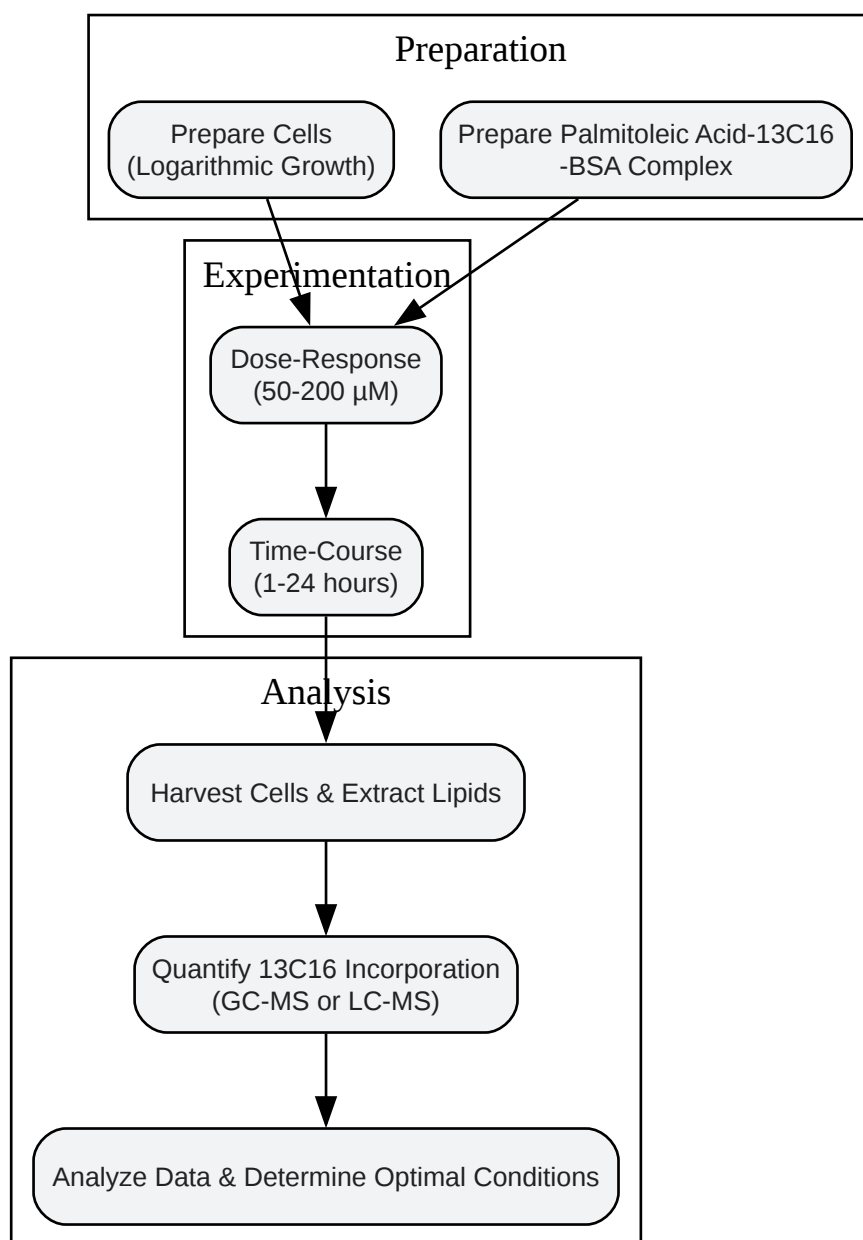 Preparation
Prepare Cells
(Logarithmic Growth)
Prepare Palmitoleic Acid-13C16
-BSA Complex
Experimentation
Dose-Response
(50-200 µM)
Time-Course
(1-24 hours)
Analysis
Harvest Cells & Extract Lipids
Quantify 13C16 Incorporation
(GC-MS or LC-MS)
Analyze Data & Determine Optimal Conditions